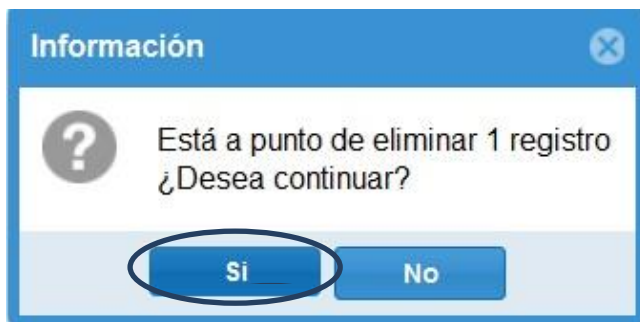 Información
Está a punto de eliminar 1 registro
¿Desea continuar?
Si
No